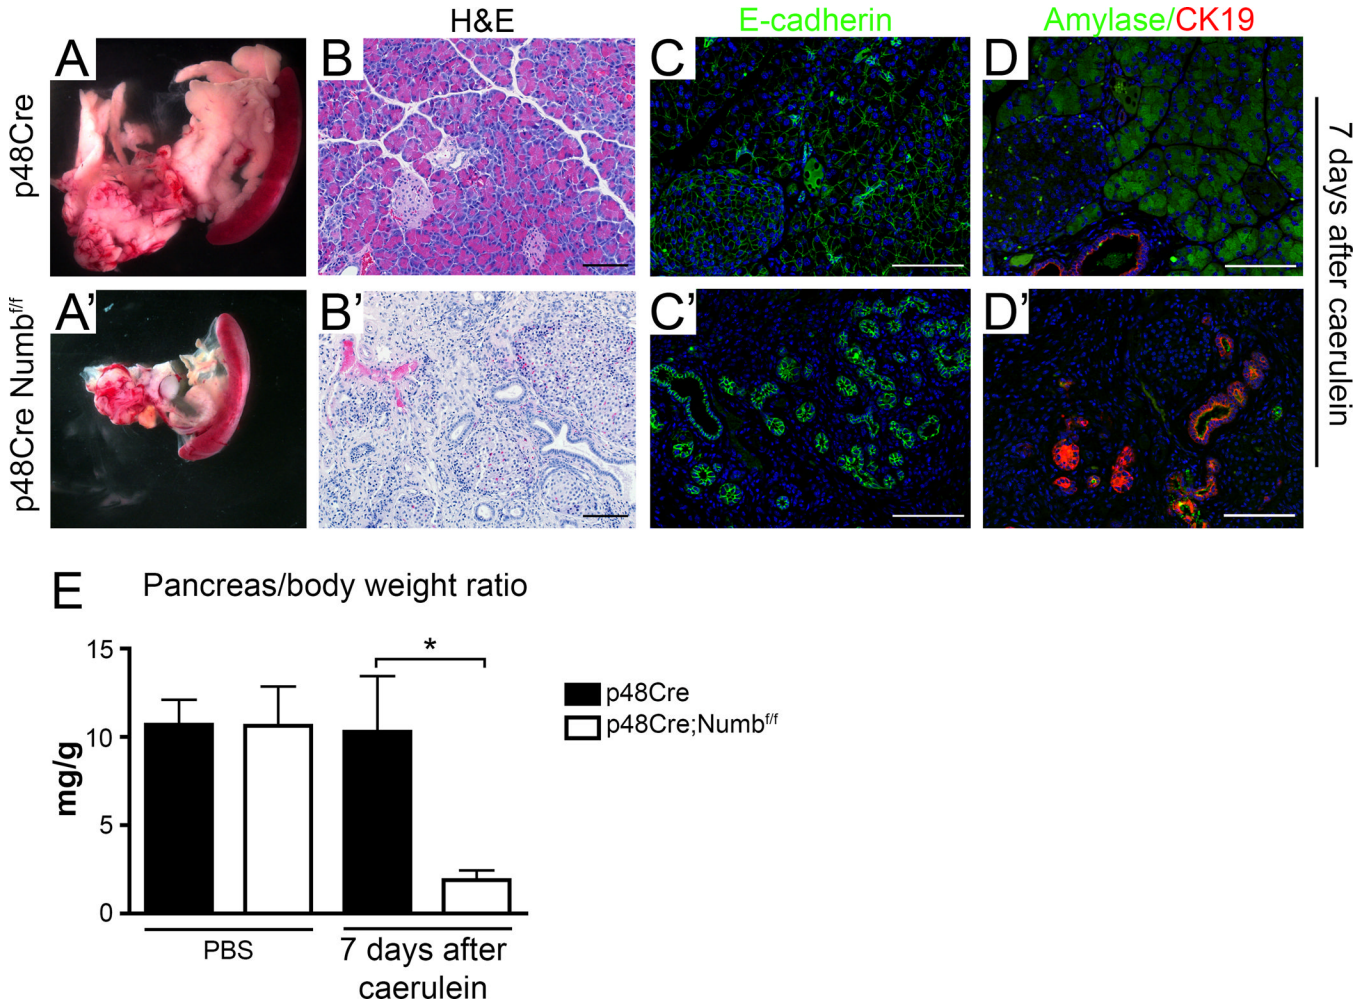 H&E
E-cadherin
Amylase/CK19
p48Cre
A
B
C
D
p48Cre Numbf/f
A'
B'
C'
D'
7 days after caerulein
E
Pancreas/body weight ratio
mg/g
15
10
5
0
*
p48Cre
p48Cre;Numbf/f
PBS
7 days after
caerulein